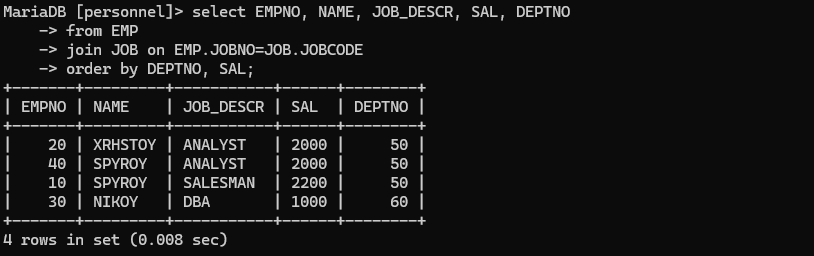 MariaDB [personnel]> select EMPNO, NAME, JOB_DESCR, SAL, DEPTNO
    -> from EMP
    -> join JOB on EMP.JOBNO=JOB.JOBCODE
    -> order by DEPTNO, SAL;
+-------+---------+-----------+------+--------+
| EMPNO | NAME    | JOB_DESCR | SAL  | DEPTNO |
+-------+---------+-----------+------+--------+
|    20 | XRHSTOY | ANALYST   | 2000 |     50 |
|    40 | SPYROY  | ANALYST   | 2000 |     50 |
|    10 | SPYROY  | SALESMAN  | 2200 |     50 |
|    30 | NIKOY   | DBA       | 1000 |     60 |
+-------+---------+-----------+------+--------+
4 rows in set (0.008 sec)